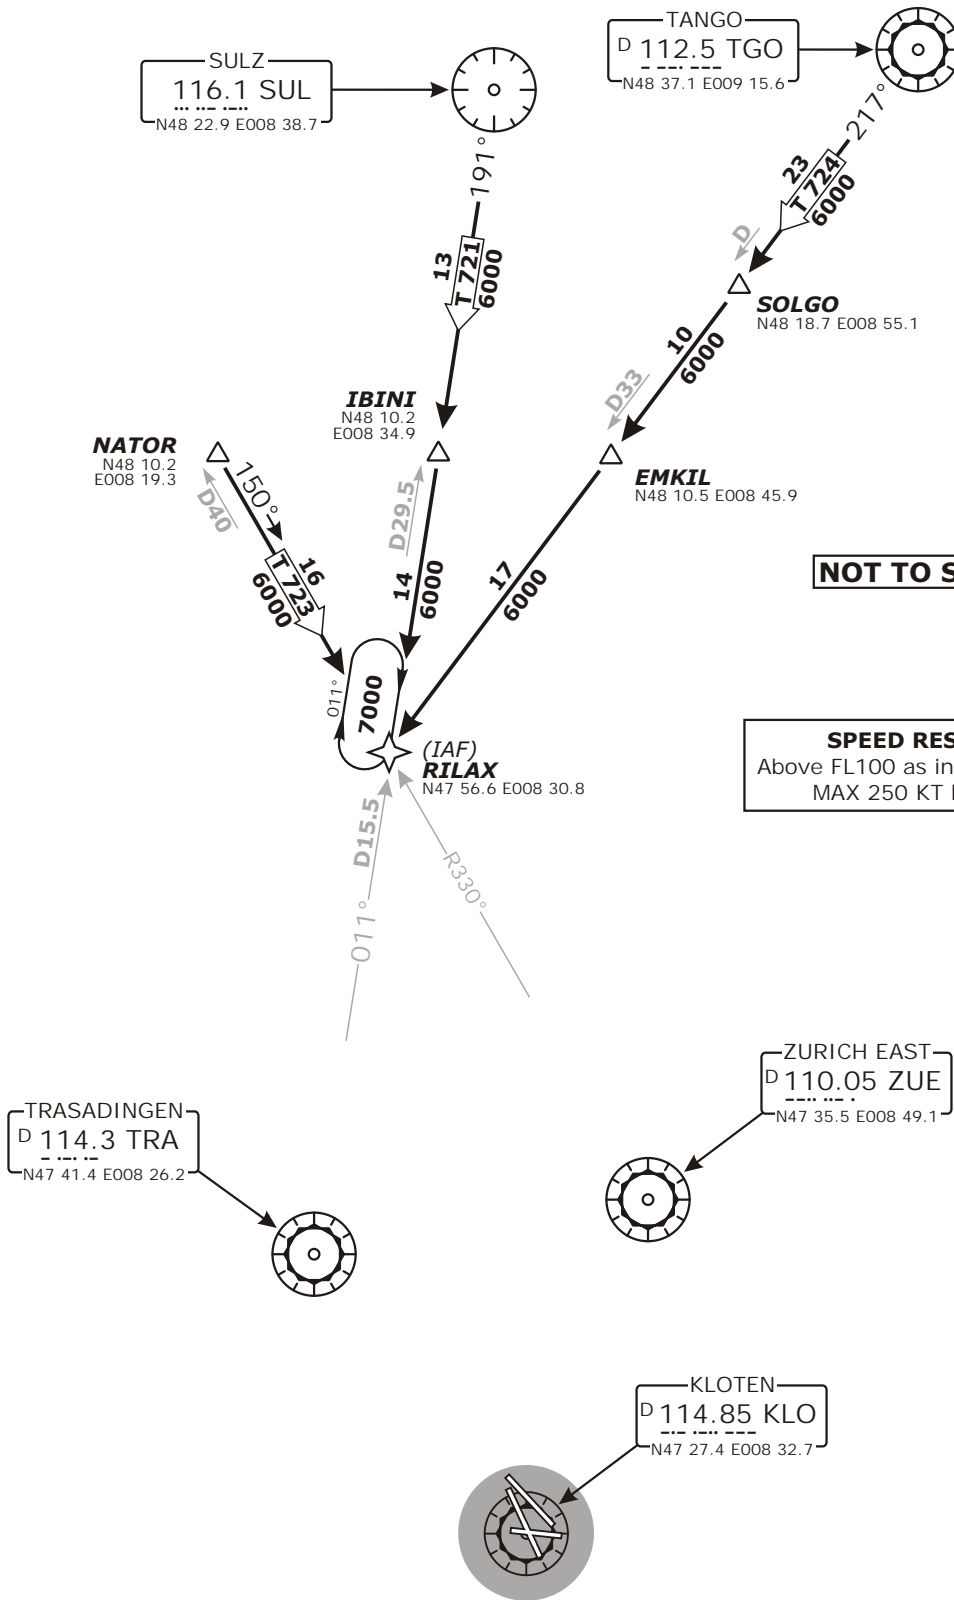 TANGO
D 112.5 TGO
N48 37.1 E009 15.6
SULZ
116.1 SUL
N48 22.9 E008 38.7
217°
23
T 724
6000
191°
13
T 721
6000
D
SOLGO
N48 18.7 E008 55.1
10
6000
D33
IBINI
N48 10.2
E008 34.9
NATOR
N48 10.2
E008 19.3
EMKIL
N48 10.5 E008 45.9
150°
D40
16
T 723
6000
D29.5
14
6000
17
6000
NOT TO S
011°
7000
(IAF)
RILAX
N47 56.6 E008 30.8
SPEED RES
Above FL100 as in
MAX 250 KT
D15.5
011°
R330°
ZURICH EAST
D 110.05 ZUE
N47 35.5 E008 49.1
TRASADINGEN
D 114.3 TRA
N47 41.4 E008 26.2
KLOTEN
D 114.85 KLO
N47 27.4 E008 32.7